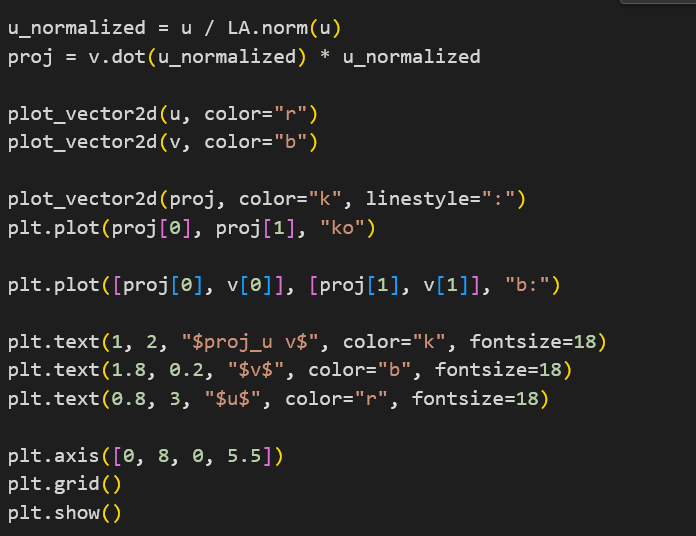 u_normalized = u / LA.norm(u)
proj = v.dot(u_normalized) * u_normalized
plot_vector2d(u, color="r")
plot_vector2d(v, color="b")
plot_vector2d(proj, color="k", linestyle=":")
plt.plot(proj[0], proj[1], "ko")
plt.plot([proj[0], v[0]], [proj[1], v[1]], "b:")
plt.text(1, 2, "$proj_u v$", color="k", fontsize=18)
plt.text(1.8, 0.2, "$v$", color="b", fontsize=18)
plt.text(0.8, 3, "$u$", color="r", fontsize=18)
plt.axis([0, 8, 0, 5.5])
plt.grid()
plt.show()